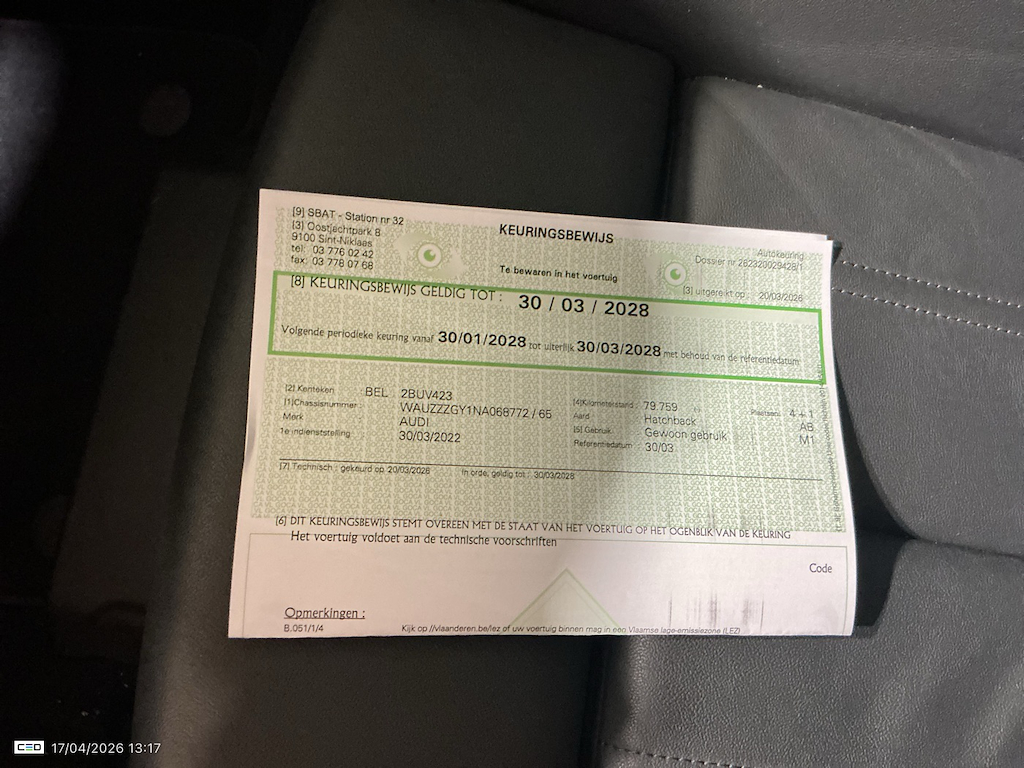 [9] SBAT - Station nr 32
[3] Oostjachtpark 8
9100 Sint-Niklaas
tel: 03 776 02 42
fax: 03 778 07 68
KEURINGSBEWIJS
Te bewaren in het voertuig
Autokeuring
Dossier nr 262320029428/1
[3] uitgereikt op : 20/03/2026
[8] KEURINGSBEWIJS GELDIG TOT : 30 / 03 / 2028
Volgende periodieke keuring vanaf 30/01/2028 tot uiterlijk 30/03/2028 met behoud van de referentiedatum
[2] Kenteken BEL 2BUV423
[1] Chassisnummer : WAUZZZGY1NA068772 / 65
Merk AUDI
1e indienststelling 30/03/2022
[4] Kilometerstand : 79.759 Plaatsen: 4 + 1
Aard Hatchback AB
[5] Gebruik: Gewoon gebruik M1
Referentiedatum : 30/03
[7] Technisch : gekeurd op 20/03/2026 In orde, geldig tot : 30/03/2028
[6] DIT KEURINGSBEWIJS STEMT OVEREEN MET DE STAAT VAN HET VOERTUIG OP HET OGENBLIK VAN DE KEURING
Het voertuig voldoet aan de technische voorschriften
Code
Opmerkingen :
B.051/1/4
Kijk op //vlaanderen.be/lez of uw voertuig binnen mag in een Vlaamse lage-emissiezone (LEZ)
CEO 17/04/2026 13:17